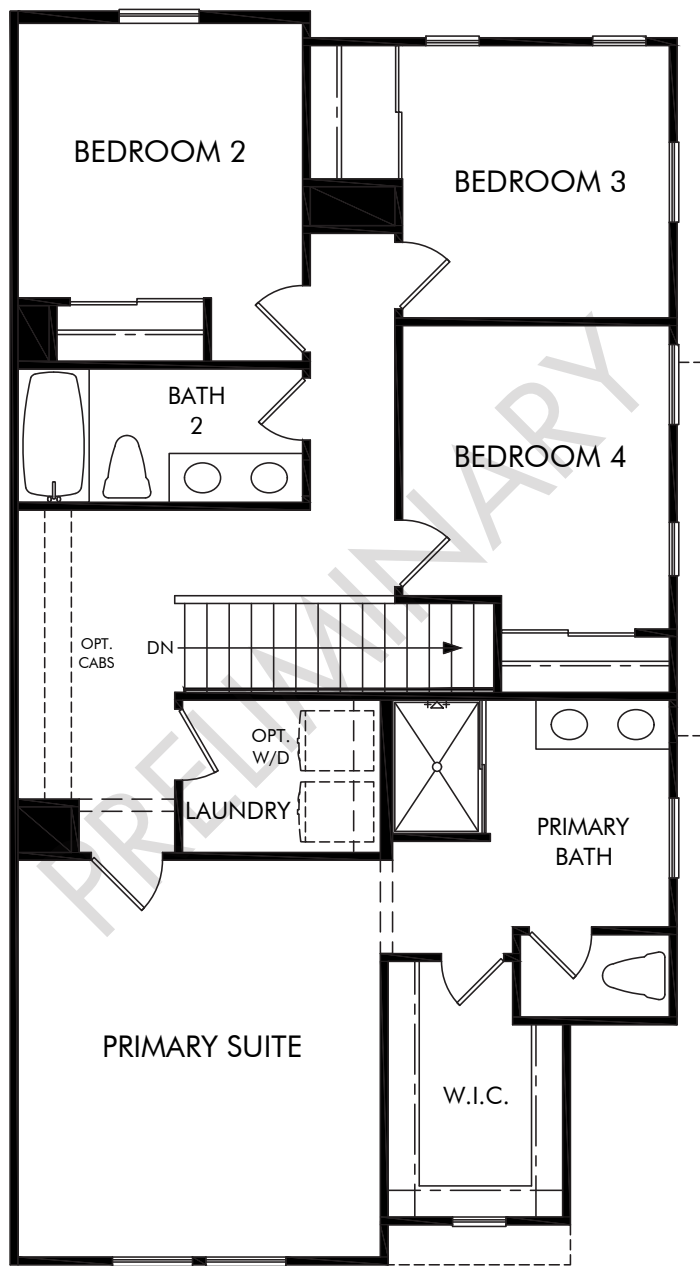 BEDROOM 2
BEDROOM 3
BATH
2
BEDROOM 4
OPT.
CABS
DN
OPT.
W/D
LAUNDRY
PRIMARY
BATH
PRIMARY SUITE
W.I.C.
PRELIMINARY